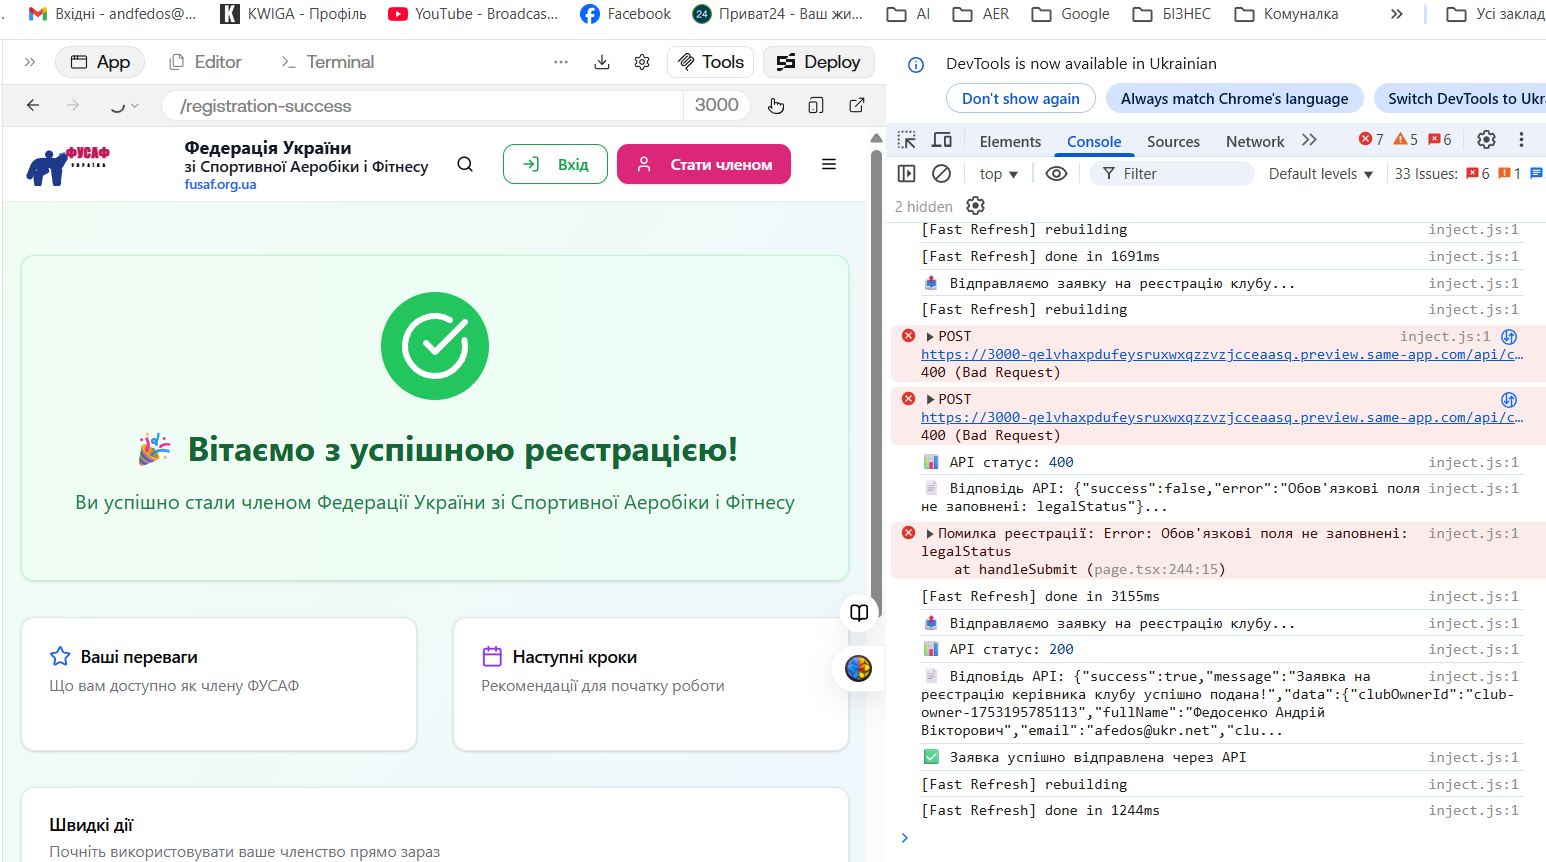 Вхідні - andfedos@...
KWIGA - Профіль
YouTube - Broadcas...
Facebook
24
Приват24 - Ваш жи...
AI
AER
Google
БІЗНЕС
Комуналка
Усі заклад
App
Editor
Terminal
Tools
Deploy
/registration-success
3000
ФУСАФ
УКРАЇНА
Федерація України
зі Спортивної Аеробіки і Фітнесу
fusaf.org.ua
Вхід
Стати членом
🎉 Вітаємо з успішною реєстрацією!
Ви успішно стали членом Федерації України зі Спортивної Аеробіки і Фітнесу
Ваші переваги
Що вам доступно як члену ФУСАФ
Наступні кроки
Рекомендації для початку роботи
Швидкі дії
Почніть використовувати ваше членство прямо зараз
DevTools is now available in Ukrainian
Don't show again
Always match Chrome's language
Switch DevTools to Ukra
Elements
Console
Sources
Network
7
5
6
top
Filter
Default levels
33 Issues:
6
1
2 hidden
[Fast Refresh] rebuilding inject.js:1
[Fast Refresh] done in 1691ms inject.js:1
📤 Відправляємо заявку на реєстрацію клубу... inject.js:1
[Fast Refresh] rebuilding inject.js:1
POST inject.js:1
https://3000-qelvhaxpdufeysruxwxqzzvzjcceaasq.preview.same-app.com/api/c…
400 (Bad Request)
POST
https://3000-qelvhaxpdufeysruxwxqzzvzjcceaasq.preview.same-app.com/api/c…
400 (Bad Request)
📊 API статус: 400 inject.js:1
📄 Відповідь API: {"success":false,"error":"Обов'язкові поля inject.js:1
не заповнені: legalStatus"}...
Помилка реєстрації: Error: Обов'язкові поля не заповнені: inject.js:1
legalStatus
at handleSubmit (page.tsx:244:15)
[Fast Refresh] done in 3155ms inject.js:1
📤 Відправляємо заявку на реєстрацію клубу... inject.js:1
📊 API статус: 200 inject.js:1
📄 Відповідь API: {"success":true,"message":"Заявка на inject.js:1
реєстрацію керівника клубу успішно подана!","data":{"clubOwnerId":"club-
owner-1753195785113","fullName":"Федосенко Андрій
Вікторович","email":"afedos@ukr.net","clu...
✅ Заявка успішно відправлена через API inject.js:1
[Fast Refresh] rebuilding inject.js:1
[Fast Refresh] done in 1244ms inject.js:1